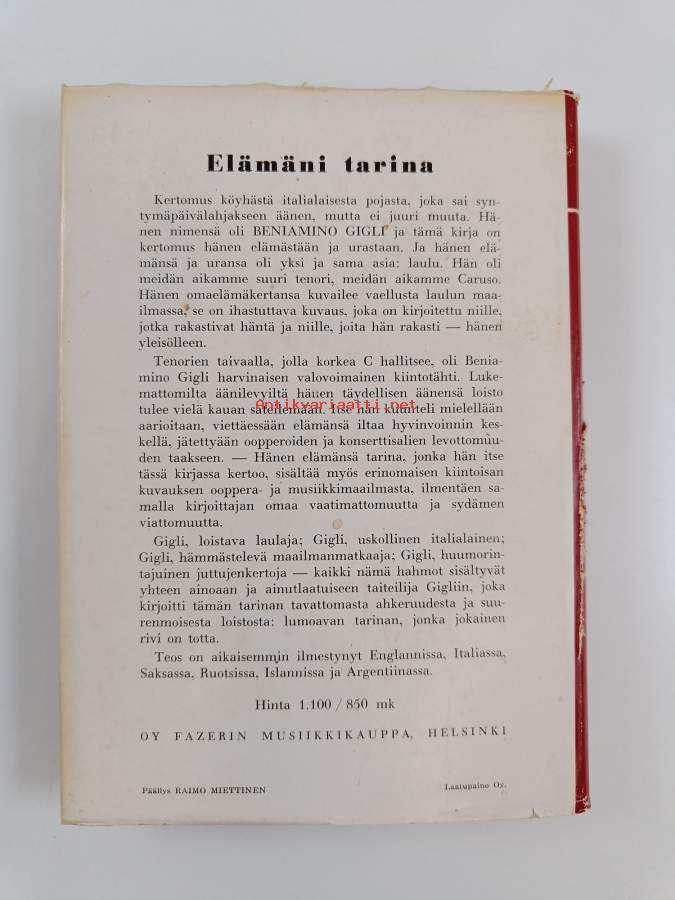 Elämäni tarina
Kertomus köyhästä italialaisesta pojasta, joka sai syn-
tymäpäivälahjakseen äänen, mutta ei juuri muuta. Hä-
nen nimensä oli BENIAMINO GIGLI ja tämä kirja on
kertomus hänen elämästään ja urastaan. Ja hänen elä-
mänsä ja uransa oli yksi ja sama asia: laulu. Hän oli
meidän aikamme suuri tenori, meidän aikamme Caruso.
Hänen omaelämäkertansa kuvailee vaellusta laulun maa-
ilmassa, se on ihastuttava kuvaus, joka on kirjoitettu niille,
jotka rakastivat häntä ja niille, joita hän rakasti — hänen
yleisölleen.
Tenorien taivaalla, jolla korkea C hallitsee, oli Benia-
mino Gigli harvinaisen valovoimainen kiintotähti. Luke-
mattomilta äänilevyiltä hänen täydellisen äänensä loisto
tulee vielä kauan säteilemään. Itse hän kuunteli mielellään
Antikvariaatti.net
aarioitaan, viettäessään elämänsä iltaa hyvinvoinnin kes-
kellä, jätettyään oopperoiden ja konserttisalien levottomuu-
den taakseen. — Hänen elämänsä tarina, jonka hän itse
tässä kirjassa kertoo, sisältää myös erinomaisen kiintoisan
kuvauksen ooppera- ja musiikkimaailmasta, ilmentäen sa-
malla kirjoittajan omaa vaatimattomuutta ja sydämen
viattomuutta.
Gigli, loistava laulaja; Gigli, uskollinen italialainen;
Gigli, hämmästelevä maailmanmatkaaja; Gigli, huumorin-
tajuinen juttujenkertoja — kaikki nämä hahmot sisältyvät
yhteen ainoaan ja ainutlaatuiseen taiteilija Gigliin, joka
kirjoitti tämän tarinan tavattomasta ahkeruudesta ja suu-
renmoisesta loistosta: lumoavan tarinan, jonka jokainen
rivi on totta.
Teos on aikaisemmin ilmestynyt Englannissa, Italiassa,
Saksassa, Ruotsissa, Islannissa ja Argentiinassa.
Hinta 1.100 / 850 mk
OY FAZERIN MUSIIKKIKAUPPA, HELSINKI
Päällys RAIMO MIETTINEN
Laatupaino Oy.